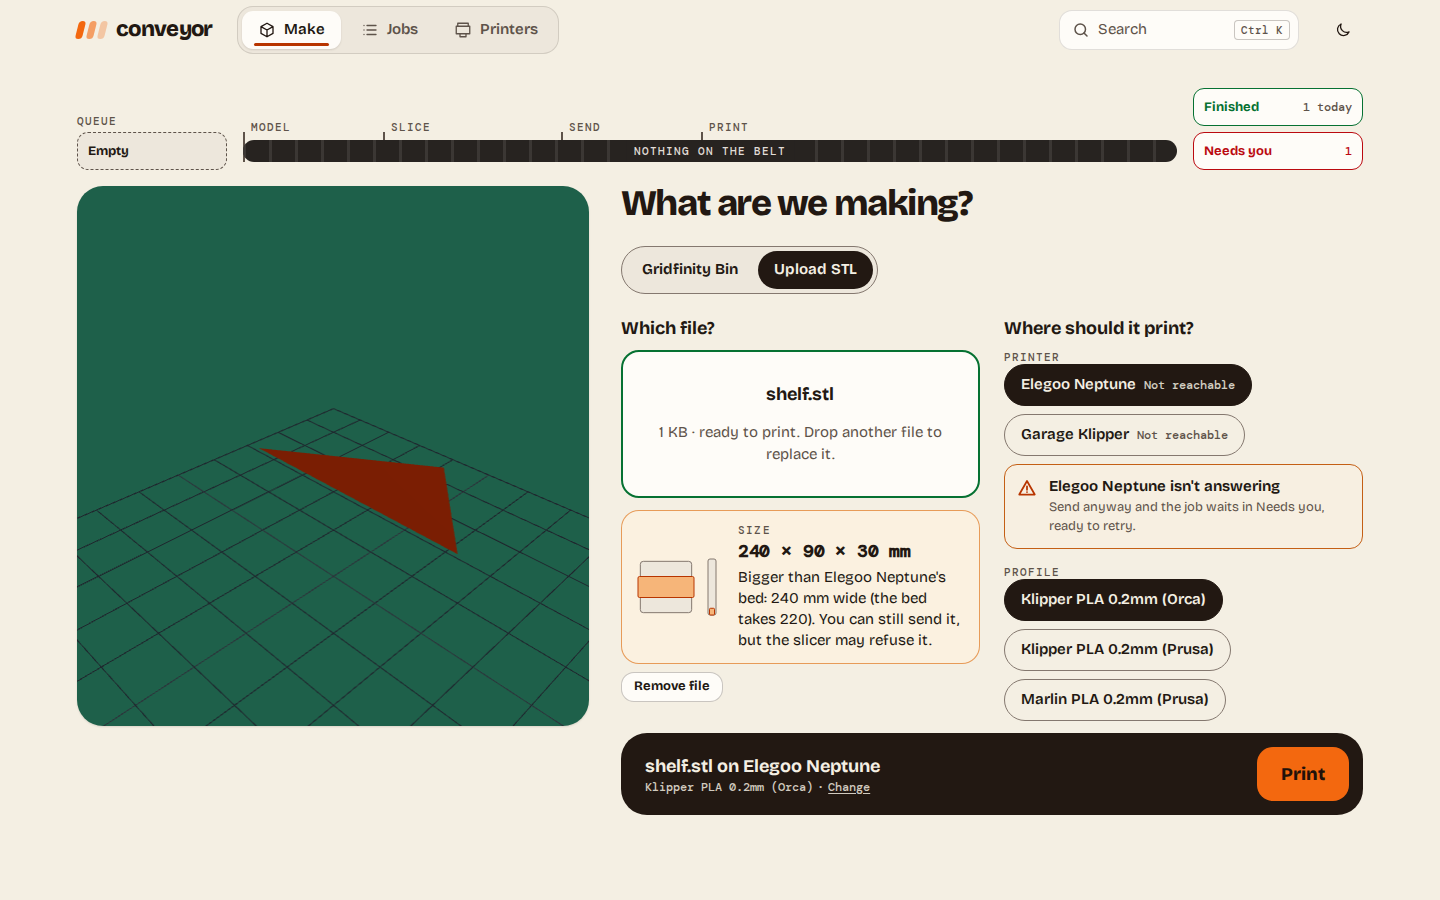 conveyor
Make
Jobs
Printers
Search
Ctrl K
QUEUE
Empty
MODEL
SLICE
SEND
PRINT
NOTHING ON THE BELT
Finished 1 today
Needs you 1
What are we making?
Gridfinity Bin
Upload STL
Which file?
shelf.stl
1 KB · ready to print. Drop another file to
replace it.
SIZE
240 × 90 × 30 mm
Bigger than Elegoo Neptune's
bed: 240 mm wide (the bed
takes 220). You can still send it,
but the slicer may refuse it.
Remove file
Where should it print?
PRINTER
Elegoo Neptune Not reachable
Garage Klipper Not reachable
Elegoo Neptune isn't answering
Send anyway and the job waits in Needs you,
ready to retry.
PROFILE
Klipper PLA 0.2mm (Orca)
Klipper PLA 0.2mm (Prusa)
Marlin PLA 0.2mm (Prusa)
shelf.stl on Elegoo Neptune
Klipper PLA 0.2mm (Orca) · Change
Print